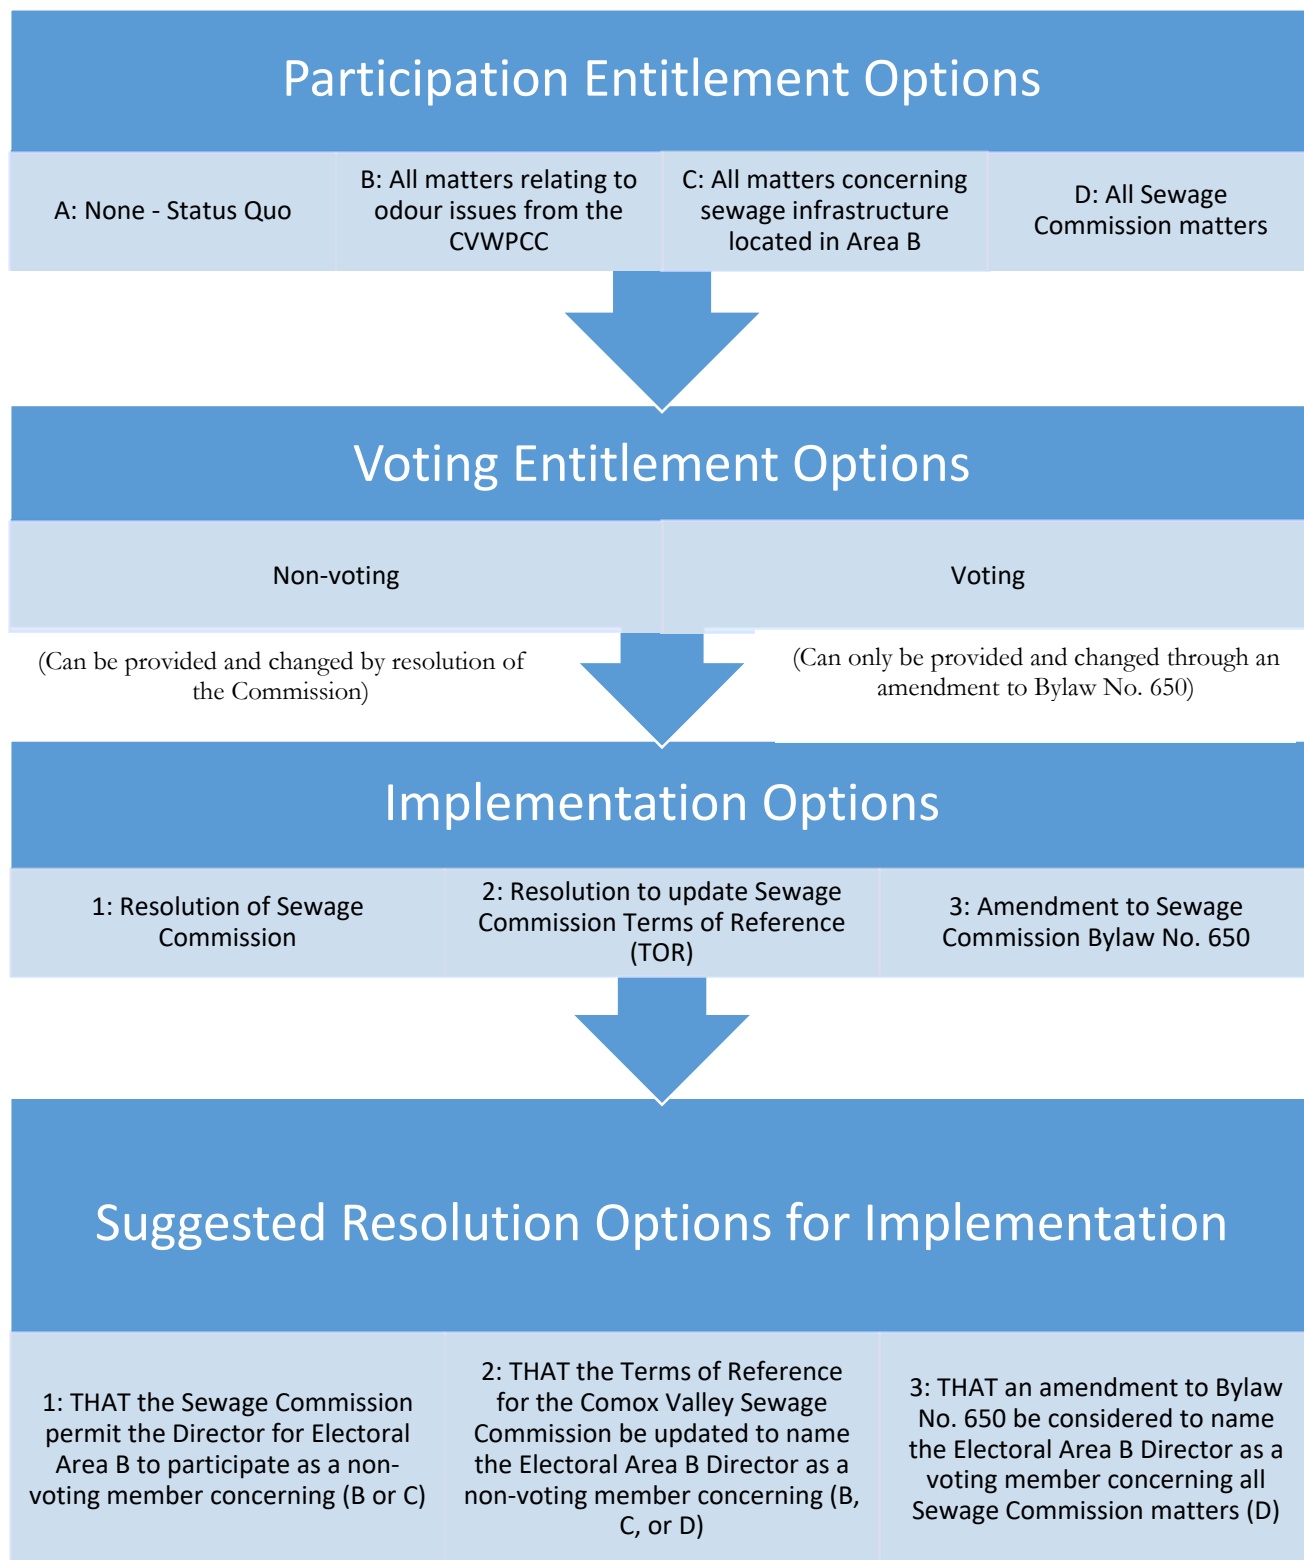 Participation Entitlement Options
A: None - Status Quo
B: All matters relating to
odour issues from the
CVWPCC
C: All matters concerning
sewage infrastructure
located in Area B
D: All Sewage
Commission matters
Voting Entitlement Options
Non-voting
Voting
(Can be provided and changed by resolution of
the Commission)
(Can only be provided and changed through an
amendment to Bylaw No. 650)
Implementation Options
1: Resolution of Sewage
Commission
2: Resolution to update Sewage
Commission Terms of Reference
(TOR)
3: Amendment to Sewage
Commission Bylaw No. 650
Suggested Resolution Options for Implementation
1: THAT the Sewage Commission
permit the Director for Electoral
Area B to participate as a non-
voting member concerning (B or C)
2: THAT the Terms of Reference
for the Comox Valley Sewage
Commission be updated to name
the Electoral Area B Director as a
non-voting member concerning (B,
C, or D)
3: THAT an amendment to Bylaw
No. 650 be considered to name
the Electoral Area B Director as a
voting member concerning all
Sewage Commission matters (D)